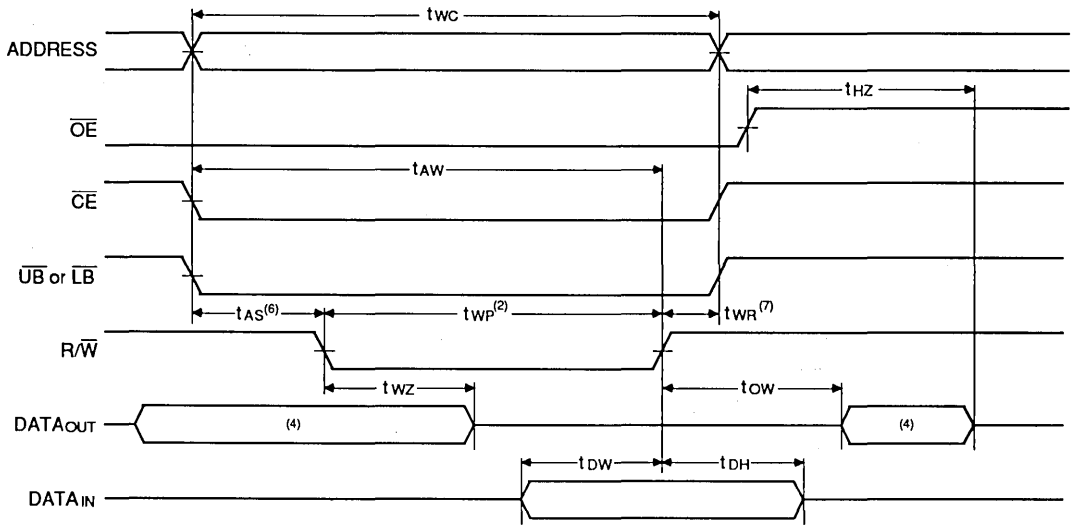 tWC
ADDRESS
tHZ
OE
tAW
CE
UB or LB
tAS(6) tWP(2) tWR(7)
R/W
tWZ tOW
DATAOUT (4) (4)
tDW tDH
DATAIN